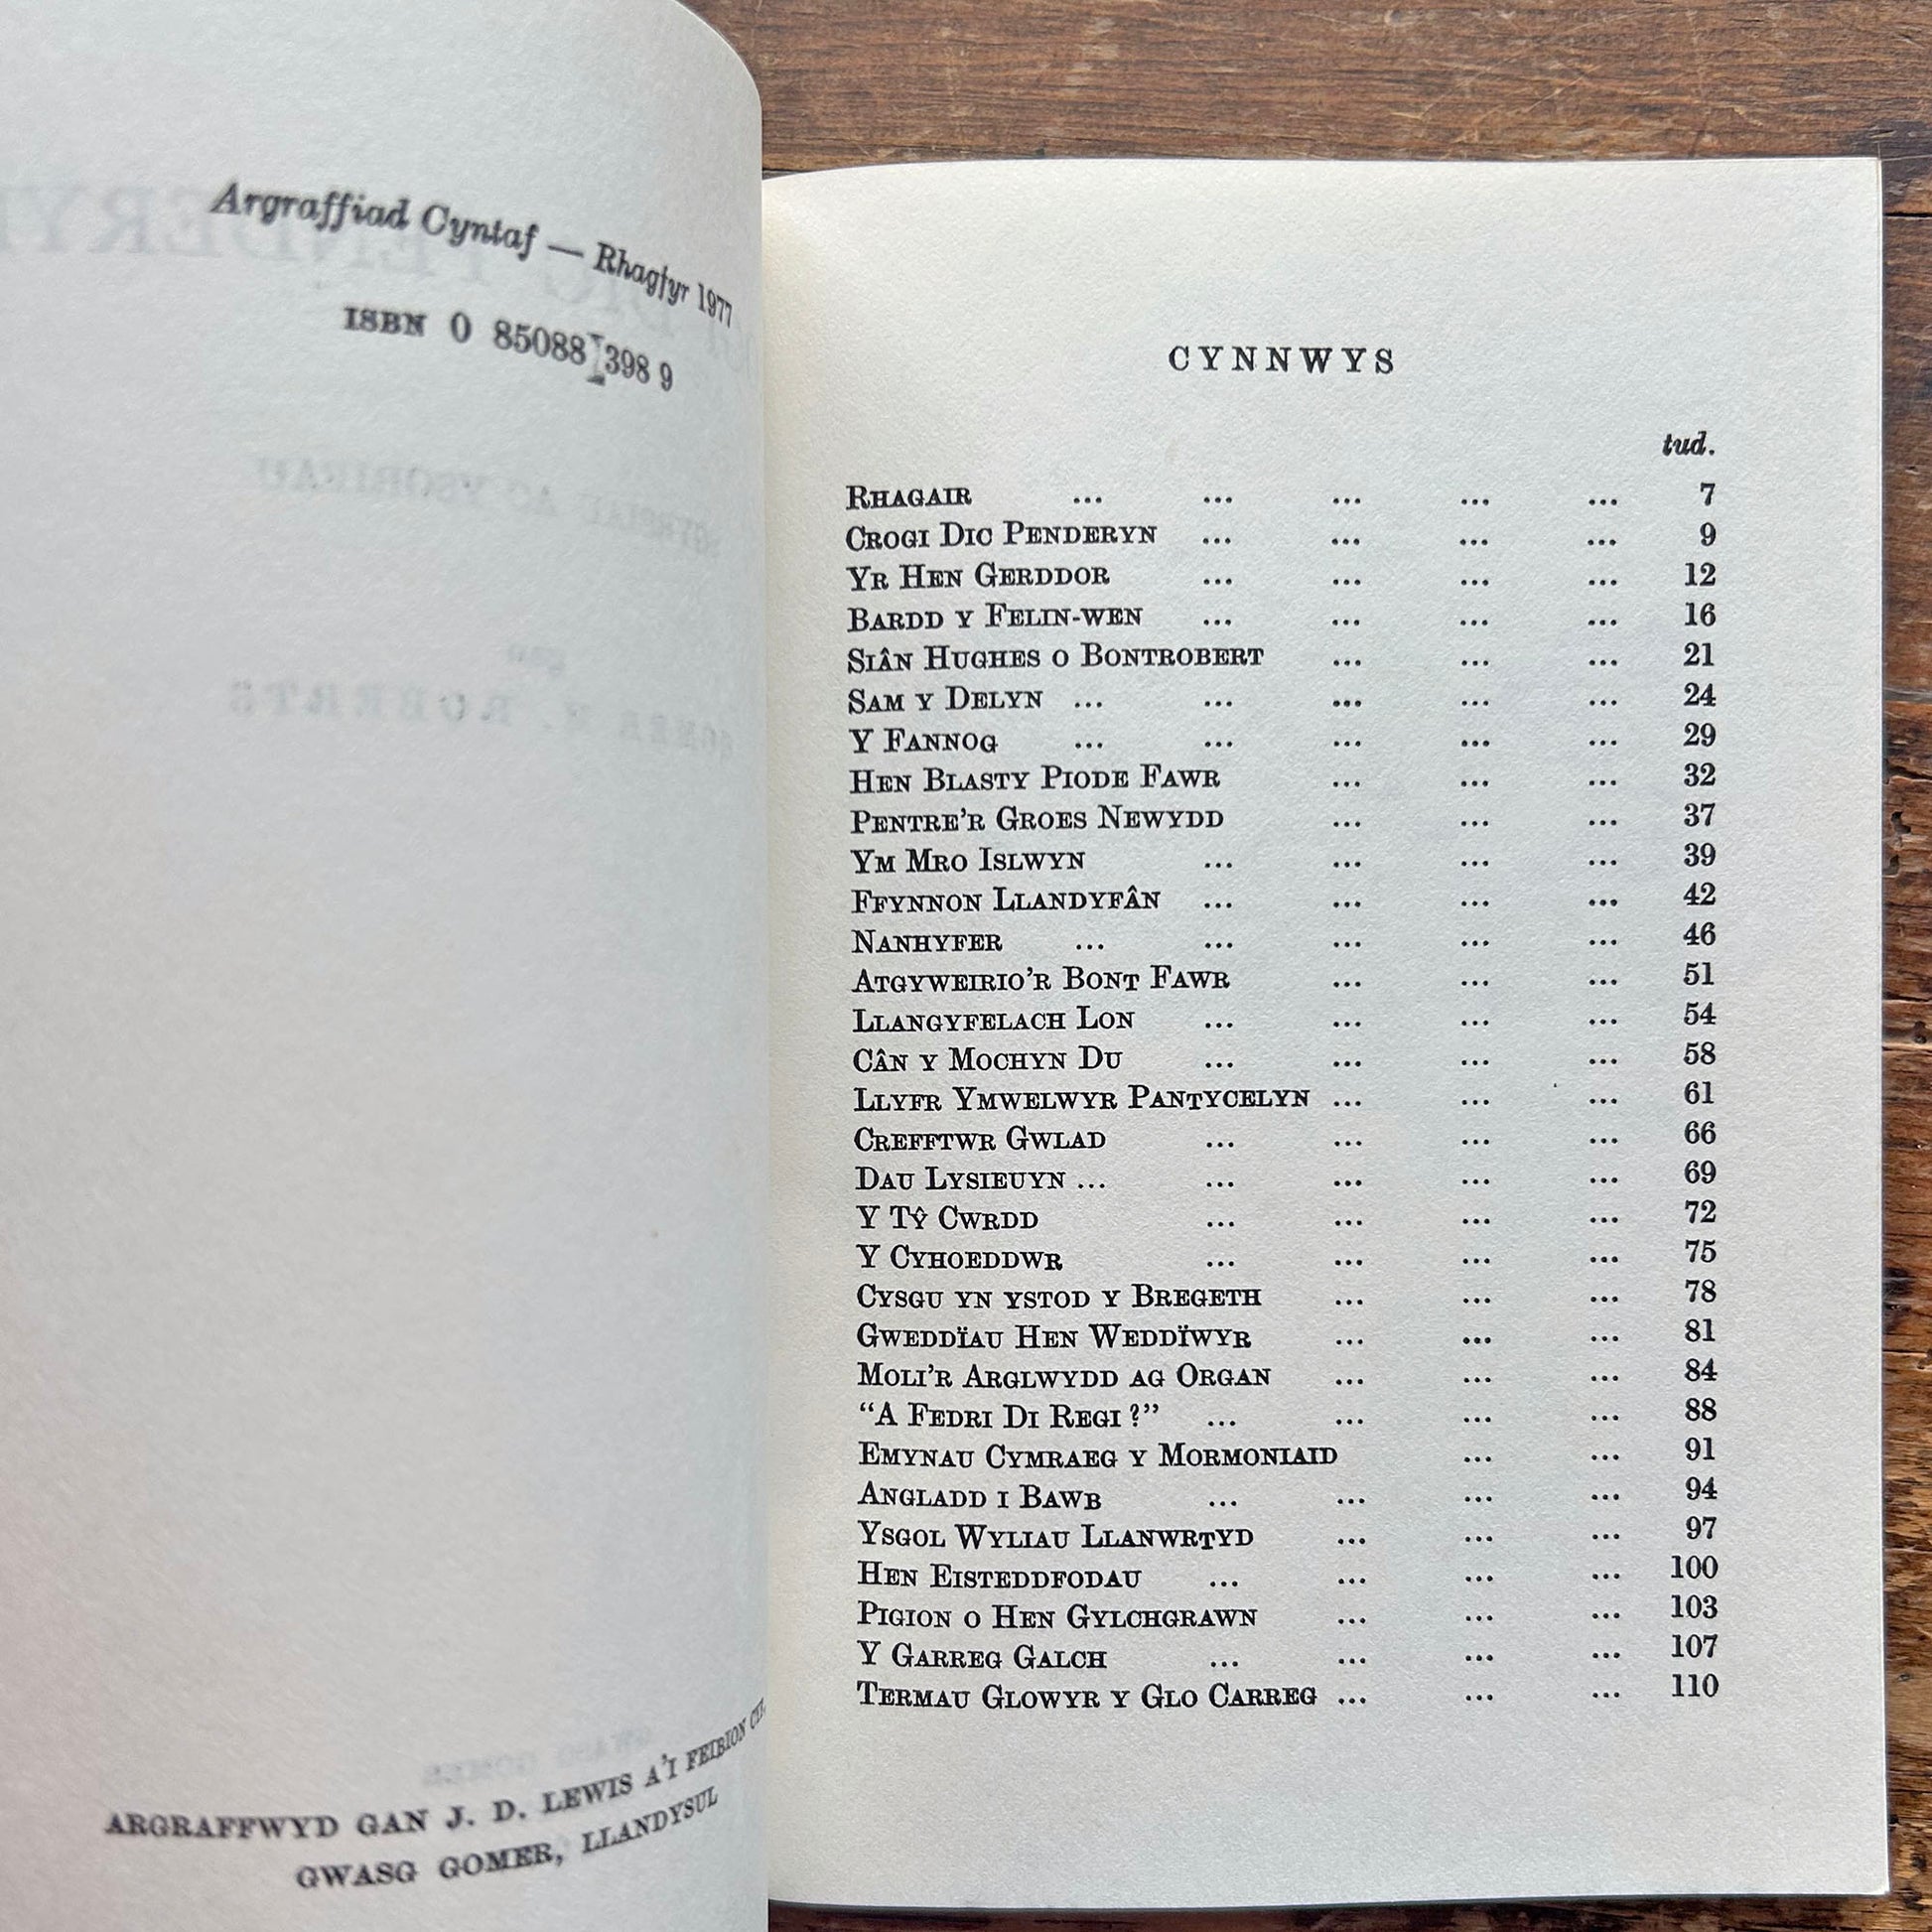 Argraffiad Cyntaf — Rhagfyr 1977
ISBN 0 85088 398 9
ARGRAFFWYD GAN J. D. LEWIS A'I FEIBION CYF.
GWASG GOMER, LLANDYSUL
CYNNWYS
tud.
RHAGAIR ... ... ... ... ... 7
CROGI DIC PENDERYN ... ... ... ... 9
YR HEN GERDDOR ... ... ... ... 12
BARDD Y FELIN-WEN ... ... ... ... 16
SIÂN HUGHES O BONTROBERT ... ... ... 21
SAM Y DELYN ... ... ... ... ... 24
Y FANNOG ... ... ... ... ... 29
HEN BLASTY PIODE FAWR ... ... ... 32
PENTRE'R GROES NEWYDD ... ... ... 37
YM MRO ISLWYN ... ... ... ... 39
FFYNNON LLANDYFÂN ... ... ... ... 42
NANHYFER ... ... ... ... ... 46
ATGYWEIRIO'R BONT FAWR ... ... ... 51
LLANGYFELACH LON ... ... ... ... 54
CÂN Y MOCHYN DU ... ... ... ... 58
LLYFR YMWELWYR PANTYCELYN ... ... ... 61
CREFFTWR GWLAD ... ... ... ... 66
DAU LYSIEUYN ... ... ... ... ... 69
Y TŶ CWRDD ... ... ... ... 72
Y CYHOEDDWR ... ... ... ... 75
CYSGU YN YSTOD Y BREGETH ... ... ... 78
GWEDDÏAU HEN WEDDÏWYR ... ... ... 81
MOLI'R ARGLWYDD AG ORGAN ... ... ... 84
"A FEDRI DI REGI ?" ... ... ... ... 88
EMYNAU CYMRAEG Y MORMONIAID ... ... 91
ANGLADD I BAWB ... ... ... ... 94
YSGOL WYLIAU LLANWRTYD ... ... ... 97
HEN EISTEDDFODAU ... ... ... ... 100
PIGION O HEN GYLCHGRAWN ... ... ... 103
Y GARREG GALCH ... ... ... ... 107
TERMAU GLOWYR Y GLO CARREG ... ... ... 110